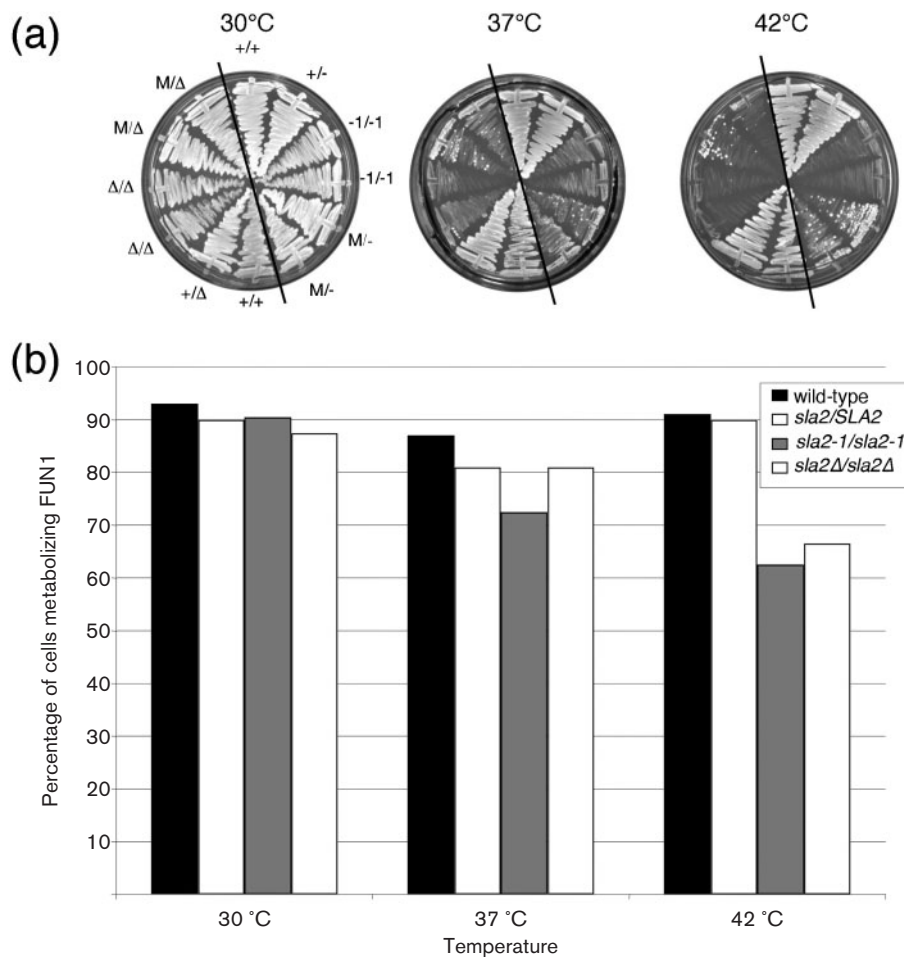 (a)
30°C
37°C
42°C
+/+
M/Δ
+/-
M/Δ
-1/-1
Δ/Δ
-1/-1
Δ/Δ
M/-
+/Δ
+/+
M/-
(b)
100
90
80
70
60
50
40
30
20
10
Percentage of cells metabolizing FUN1
wild-type
sla2/SLA2
sla2-1/sla2-1
sla2Δ/sla2Δ
30 °C
37 °C
42 °C
Temperature